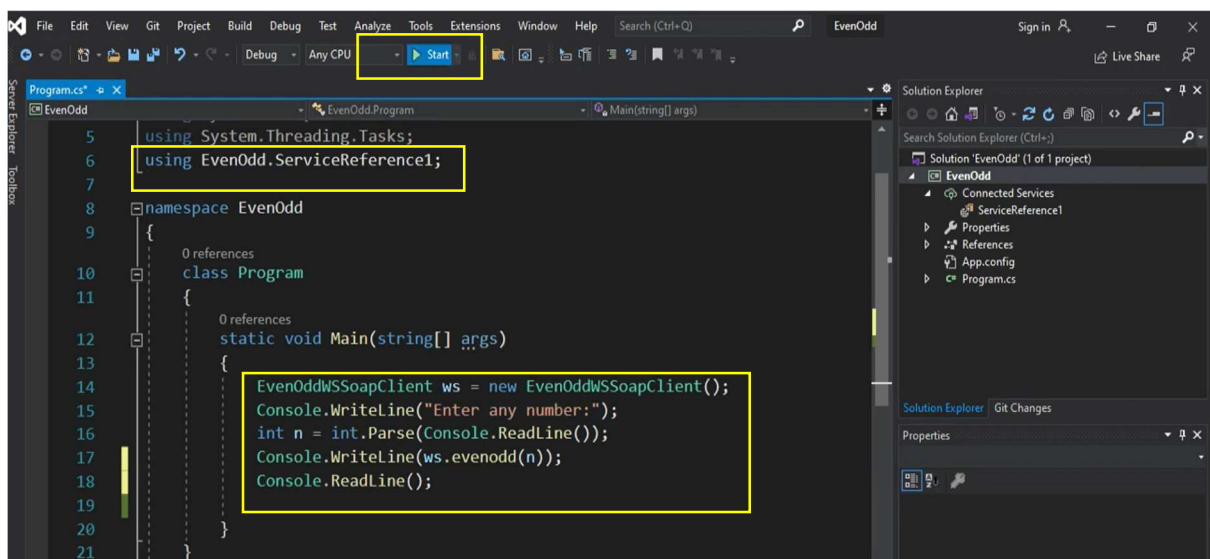 File Edit View Git Project Build Debug Test Analyze Tools Extensions Window Help Search (Ctrl+Q) EvenOdd Sign in
Debug Any CPU Start Live Share
Server Explorer
Toolbox
Program.cs*
EvenOdd EvenOdd.Program Main(string[] args)
5 using System.Threading.Tasks;
6 using EvenOdd.ServiceReference1;
7
8 namespace EvenOdd
9 {
0 references
10 class Program
11 {
0 references
12 static void Main(string[] args)
13 {
14 EvenOddWSSoapClient ws = new EvenOddWSSoapClient();
15 Console.WriteLine("Enter any number:");
16 int n = int.Parse(Console.ReadLine());
17 Console.WriteLine(ws.evenodd(n));
18 Console.ReadLine();
19
20 }
21 }
Solution Explorer
Search Solution Explorer (Ctrl+;)
Solution 'EvenOdd' (1 of 1 project)
EvenOdd
Connected Services
ServiceReference1
Properties
References
App.config
C# Program.cs
Solution Explorer Git Changes
Properties